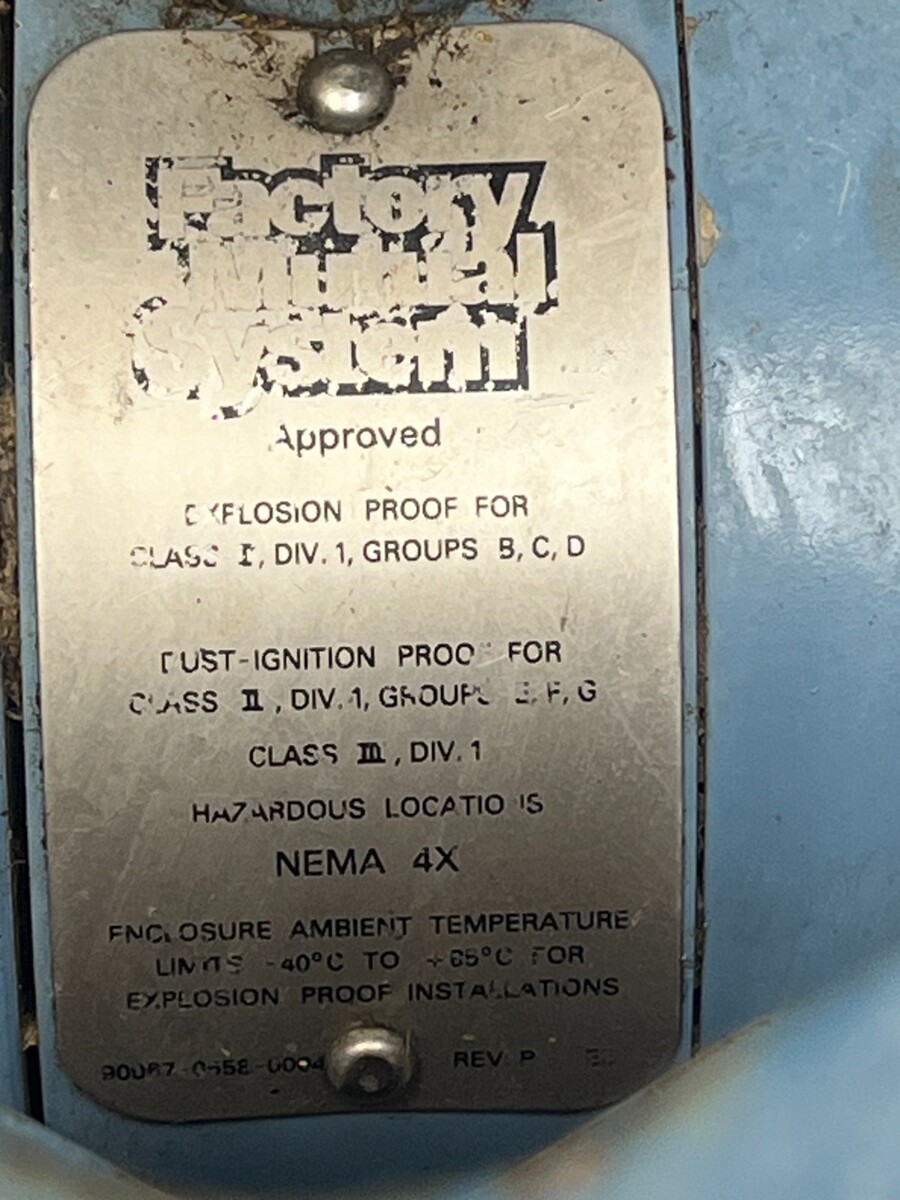 Factory
Mutual
System
Approved
EXPLOSION PROOF FOR
CLASS I, DIV. 1, GROUPS B, C, D
DUST-IGNITION PROOF FOR
CLASS II, DIV. 1, GROUPS E, F, G
CLASS III, DIV. 1
HAZARDOUS LOCATIONS
NEMA 4X
ENCLOSURE AMBIENT TEMPERATURE
LIMITS -40°C TO FOR
EXPLOSION PROOF INSTALLATIONS
REV P